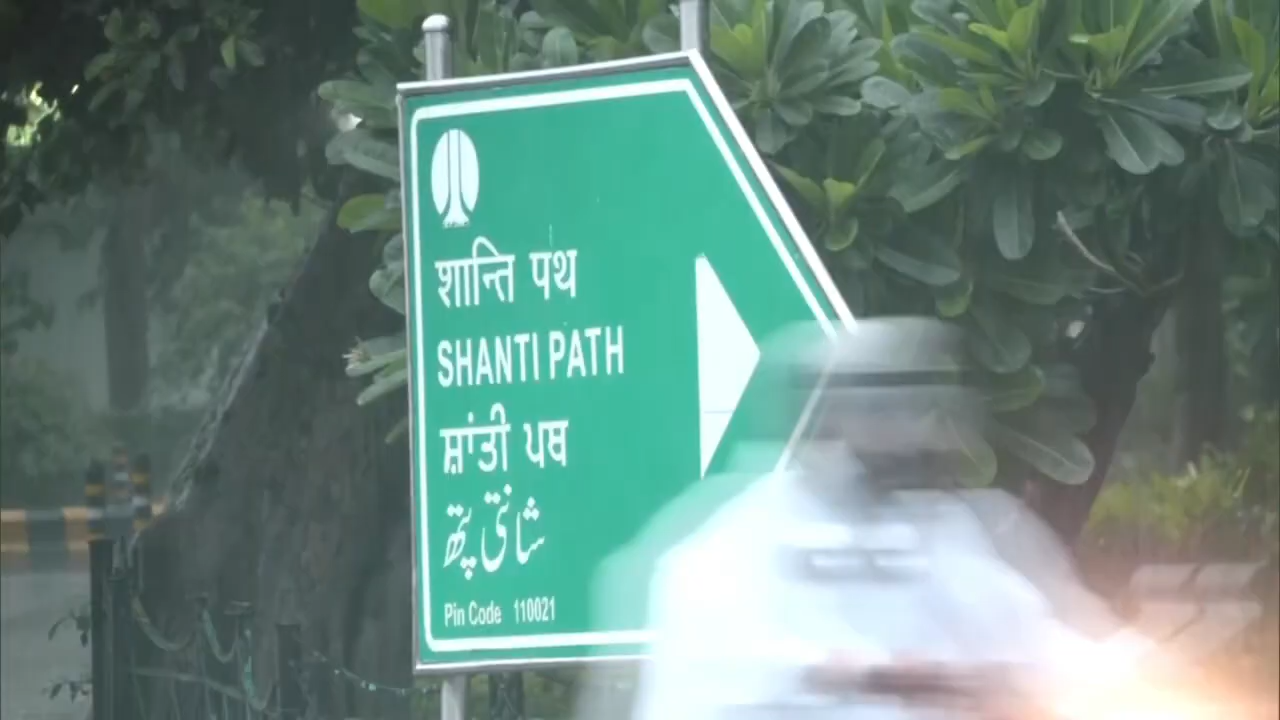 शान्ति पथ
SHANTI PATH
ਸ਼ਾਂਤੀ ਪਥ
شانتی پتھ
Pin Code 110021